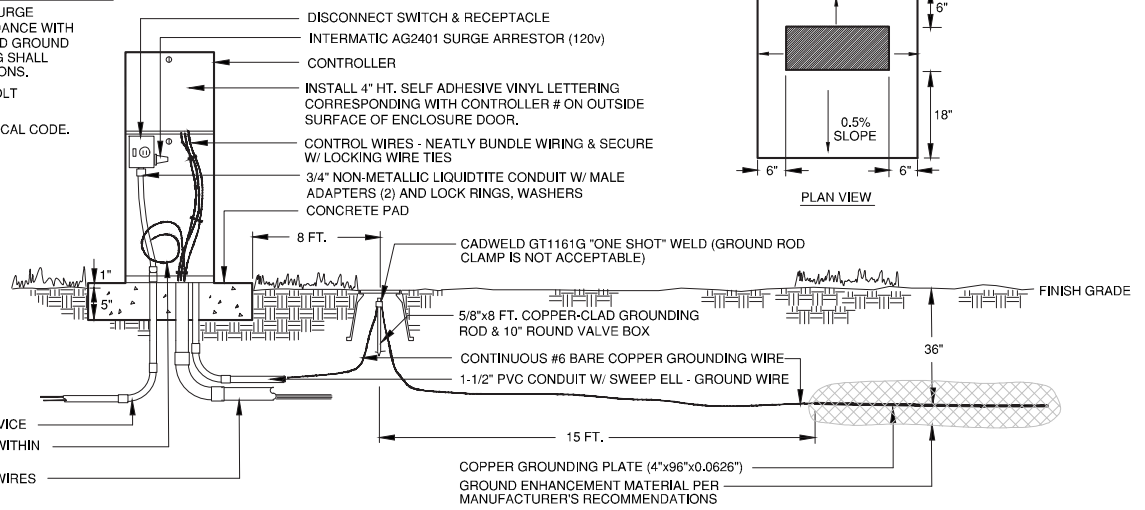 URGE
DANCE WITH
D GROUND
G SHALL
ONS.
OLT
CAL CODE.
DISCONNECT SWITCH & RECEPTACLE
INTERMATIC AG2401 SURGE ARRESTOR (120v)
CONTROLLER
INSTALL 4" HT. SELF ADHESIVE VINYL LETTERING
CORRESPONDING WITH CONTROLLER # ON OUTSIDE
SURFACE OF ENCLOSURE DOOR.
CONTROL WIRES - NEATLY BUNDLE WIRING & SECURE
W/ LOCKING WIRE TIES
3/4" NON-METALLIC LIQUIDTITE CONDUIT W/ MALE
ADAPTERS (2) AND LOCK RINGS, WASHERS
CONCRETE PAD
6"
18"
0.5%
SLOPE
6"
6"
PLAN VIEW
8 FT.
CADWELD GT1161G "ONE SHOT" WELD (GROUND ROD
CLAMP IS NOT ACCEPTABLE)
1"
5"
FINISH GRADE
5/8"x8 FT. COPPER-CLAD GROUNDING
ROD & 10" ROUND VALVE BOX
36"
CONTINUOUS #6 BARE COPPER GROUNDING WIRE
1-1/2" PVC CONDUIT W/ SWEEP ELL - GROUND WIRE
VICE
WITHIN
WIRES
15 FT.
COPPER GROUNDING PLATE (4"x96"x0.0626")
GROUND ENHANCEMENT MATERIAL PER
MANUFACTURER'S RECOMMENDATIONS